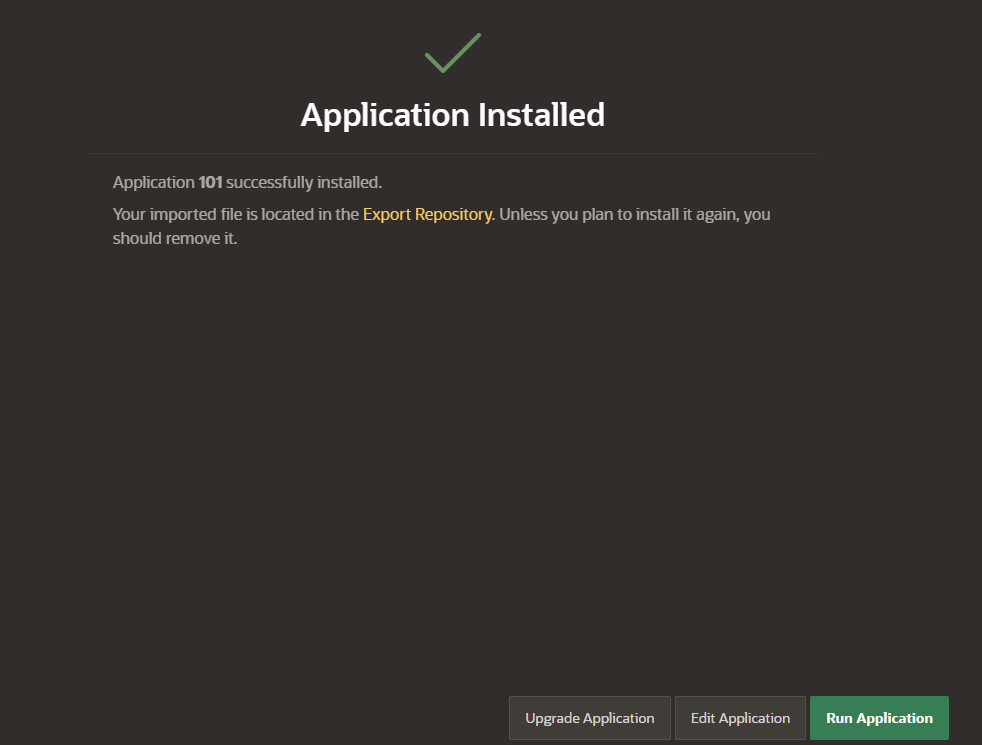 Application Installed
Application 101 successfully installed.
Your imported file is located in the Export Repository. Unless you plan to install it again, you
should remove it.
Upgrade Application
Edit Application
Run Application